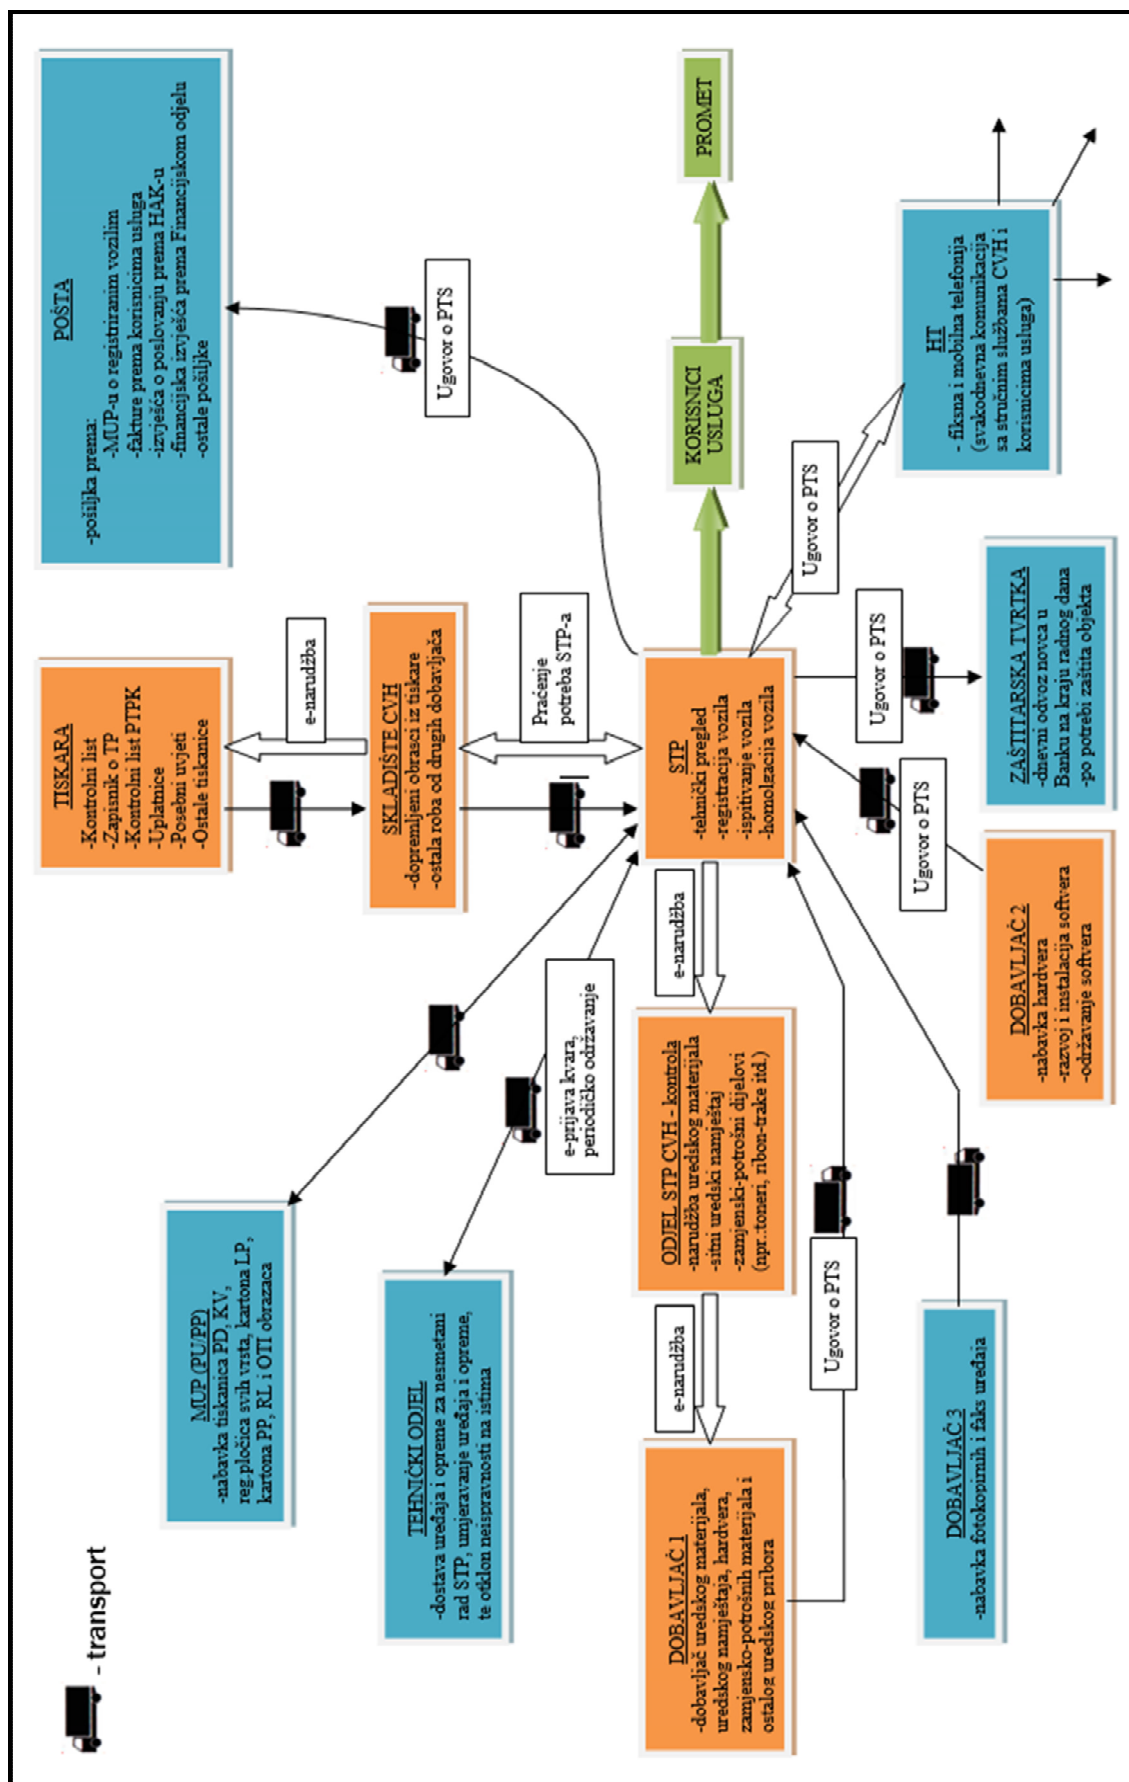 - transport
MUP (PU/PP)
-nabavka tiskanica PD, KV,
reg.pločica svih vrsta, kartona LP,
kartona PP, RL i OTI obrazaca
TEHNIČKI ODJEL
-dostava uređaja i opreme za nesmetani
rad STP, umjeravanje uređaja i opreme,
te otklon neispravnosti na istima
e-prijava kvara,
periodičko održavanje
TISKARA
-Kontrolni list
-Zapisnik o TP
-Kontrolni list PTPK
-Uplatnice
-Posebni uvjeti
-Ostale tiskanice
e-narudžba
SKLADIŠTE CVH
-dopremljeni obrasci iz tiskare
-ostala roba od drugih dobavljača
Praćenje
potreba STP-a
POŠTA
-pošiljka prema:
-MUP-u o registriranim vozilim
-fakture prema korisnicima usluga
-izvješća o poslovanju prema HAK-u
-financijska izvješća prema Financijskom odjelu
-ostale pošiljke
Ugovor o PTS
DOBAVLJAČ 1
-dobavljač uredskog materijala,
uredskog namještaja, hardvera,
zamjensko-potrošnih materijala i
ostalog uredskog pribora
e-narudžba
ODJEL STP CVH - kontrola
-narudžba uredskog materijala
-sitni uredski namještaj
-zamjenski-potrošni dijelovi
(npr.:toneri, ribon-trake itd.)
e-narudžba
STP
-tehnički pregled
-registracija vozila
-ispitivanje vozila
-homologacija vozila
KORISNICI
USLUGA
PROMET
Ugovor o PTS
Ugovor o PTS
Ugovor o PTS
Ugovor o PTS
DOBAVLJAČ 3
-nabavka fotokopirnih i faks uređaja
DOBAVLJAČ 2
-nabavka hardvera
-razvoj i instalacija softvera
-održavanje softvera
ZAŠTITARSKA TVRTKA
-dnevni odvoz novca u
Banku na kraju radnog dana
-po potrebi zaštita objekta
HT
- fiksna i mobilna telefonija
(svakodnevna komunikacija
sa stručnim službama CVH i
korisnicima usluga)